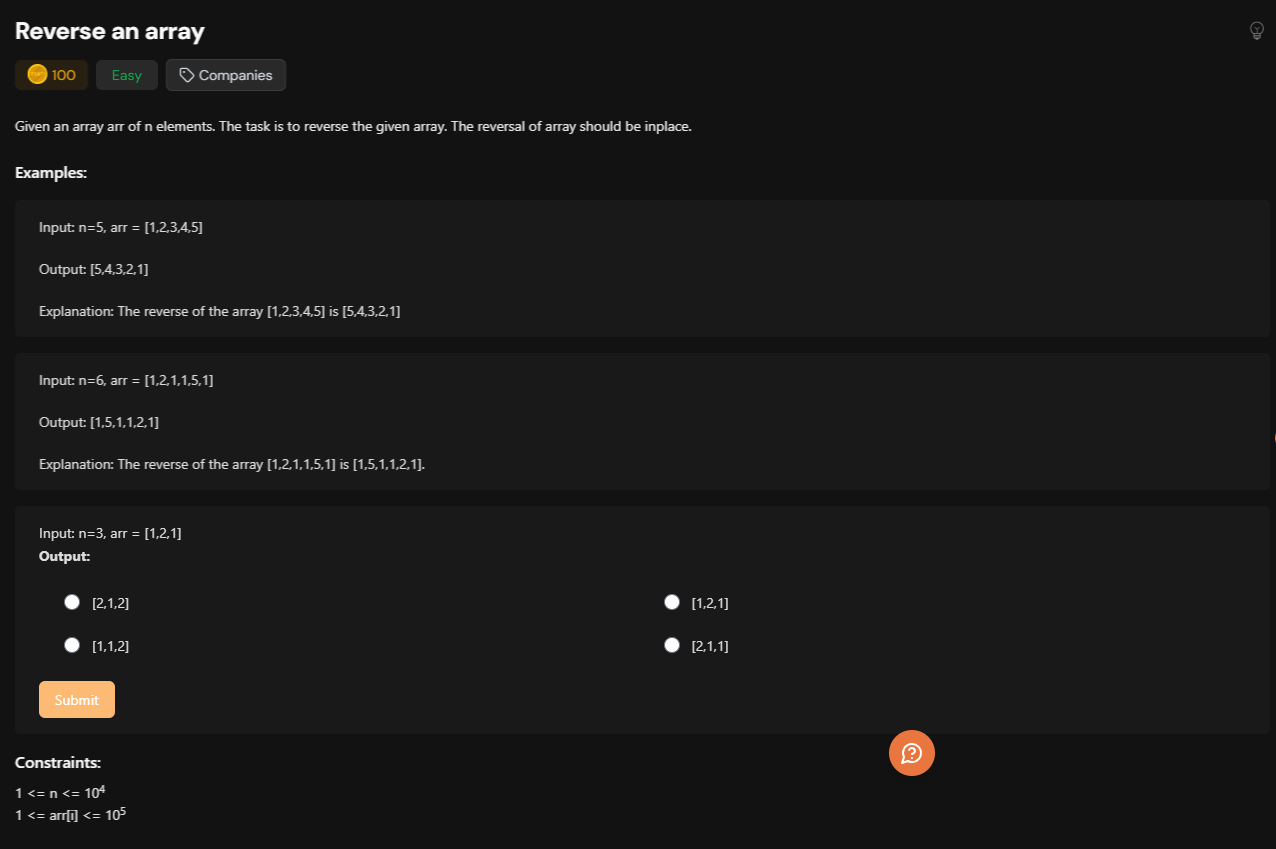 Reverse an array
100 Easy Companies
Given an array arr of n elements. The task is to reverse the given array. The reversal of array should be inplace.
Examples:
Input: n=5, arr = [1,2,3,4,5]
Output: [5,4,3,2,1]
Explanation: The reverse of the array [1,2,3,4,5] is [5,4,3,2,1]
Input: n=6, arr = [1,2,1,1,5,1]
Output: [1,5,1,1,2,1]
Explanation: The reverse of the array [1,2,1,1,5,1] is [1,5,1,1,2,1].
Input: n=3, arr = [1,2,1]
Output:
[2,1,2] [1,2,1]
[1,1,2] [2,1,1]
Submit
Constraints:
1 <= n <= 10⁴
1 <= arr[i] <= 10⁵